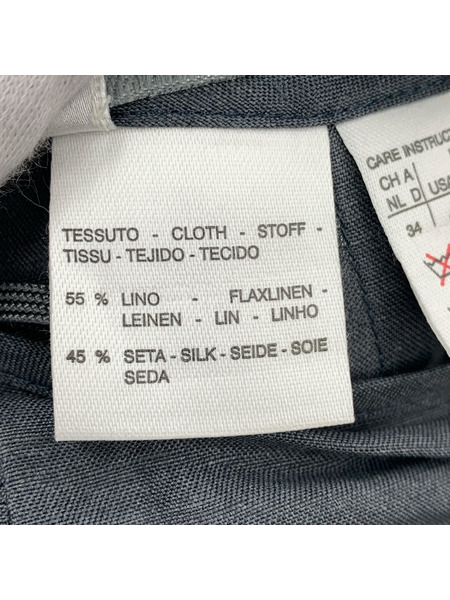 TESSUTO - CLOTH - STOFF -
TISSU - TEJIDO - TECIDO
55 % LINO - FLAXLINEN -
LEINEN - LIN - LINHO
45 % SETA - SILK - SEIDE - SOIE
SEDA
CARE INSTRUCT
CH A
NL D USA
34